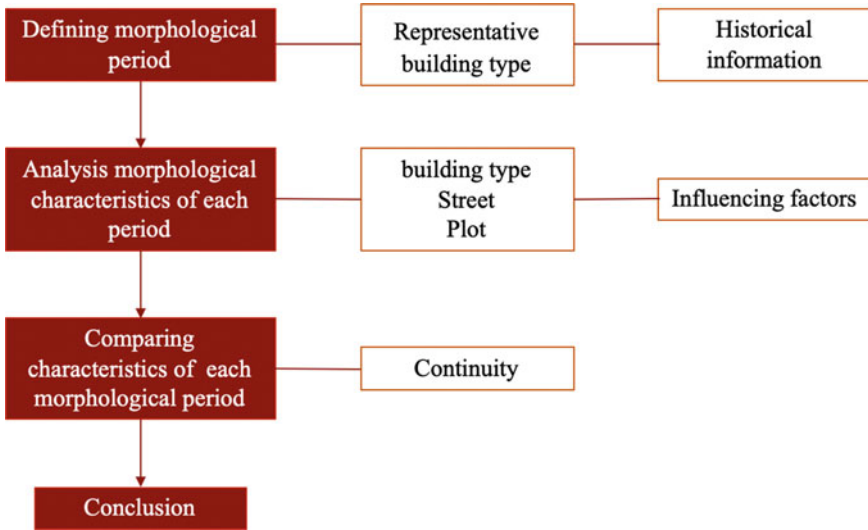 Defining morphological
period
Representative
building type
Historical
information
Analysis morphological
characteristics of each
period
building type
Street
Plot
Influencing factors
Comparing
characteristics of each
morphological period
Continuity
Conclusion